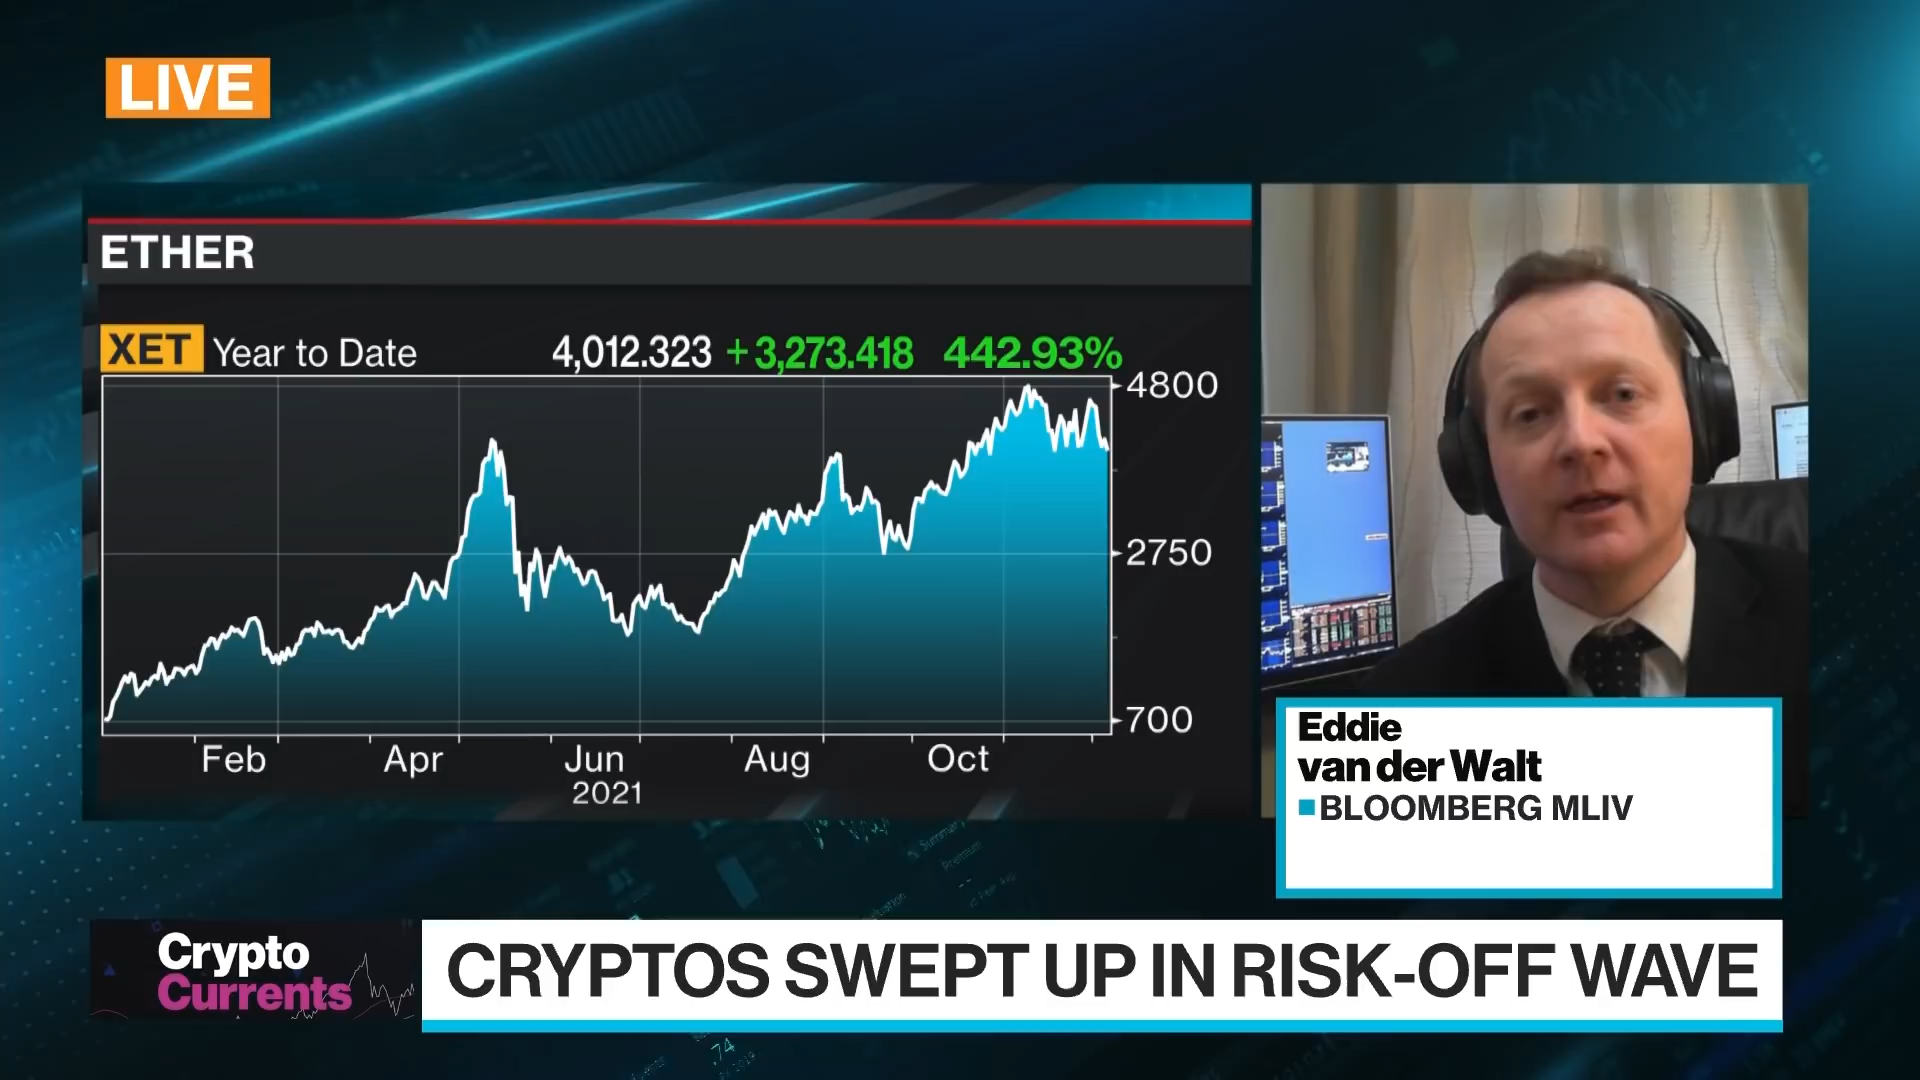 LIVE
ETHER
XET Year to Date 4,012.323 +3,273.418 442.93%
4800
2750
700
Feb Apr Jun Aug Oct
2021
Eddie
van der Walt
BLOOMBERG MLIV
Crypto
Currents
CRYPTOS SWEPT UP IN RISK-OFF WAVE